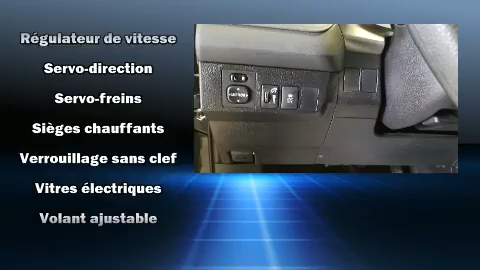 Régulateur de vitesse
Servo-direction
Servo-freins
Sièges chauffants
Verrouillage sans clef
Vitres électriques
Volant ajustable